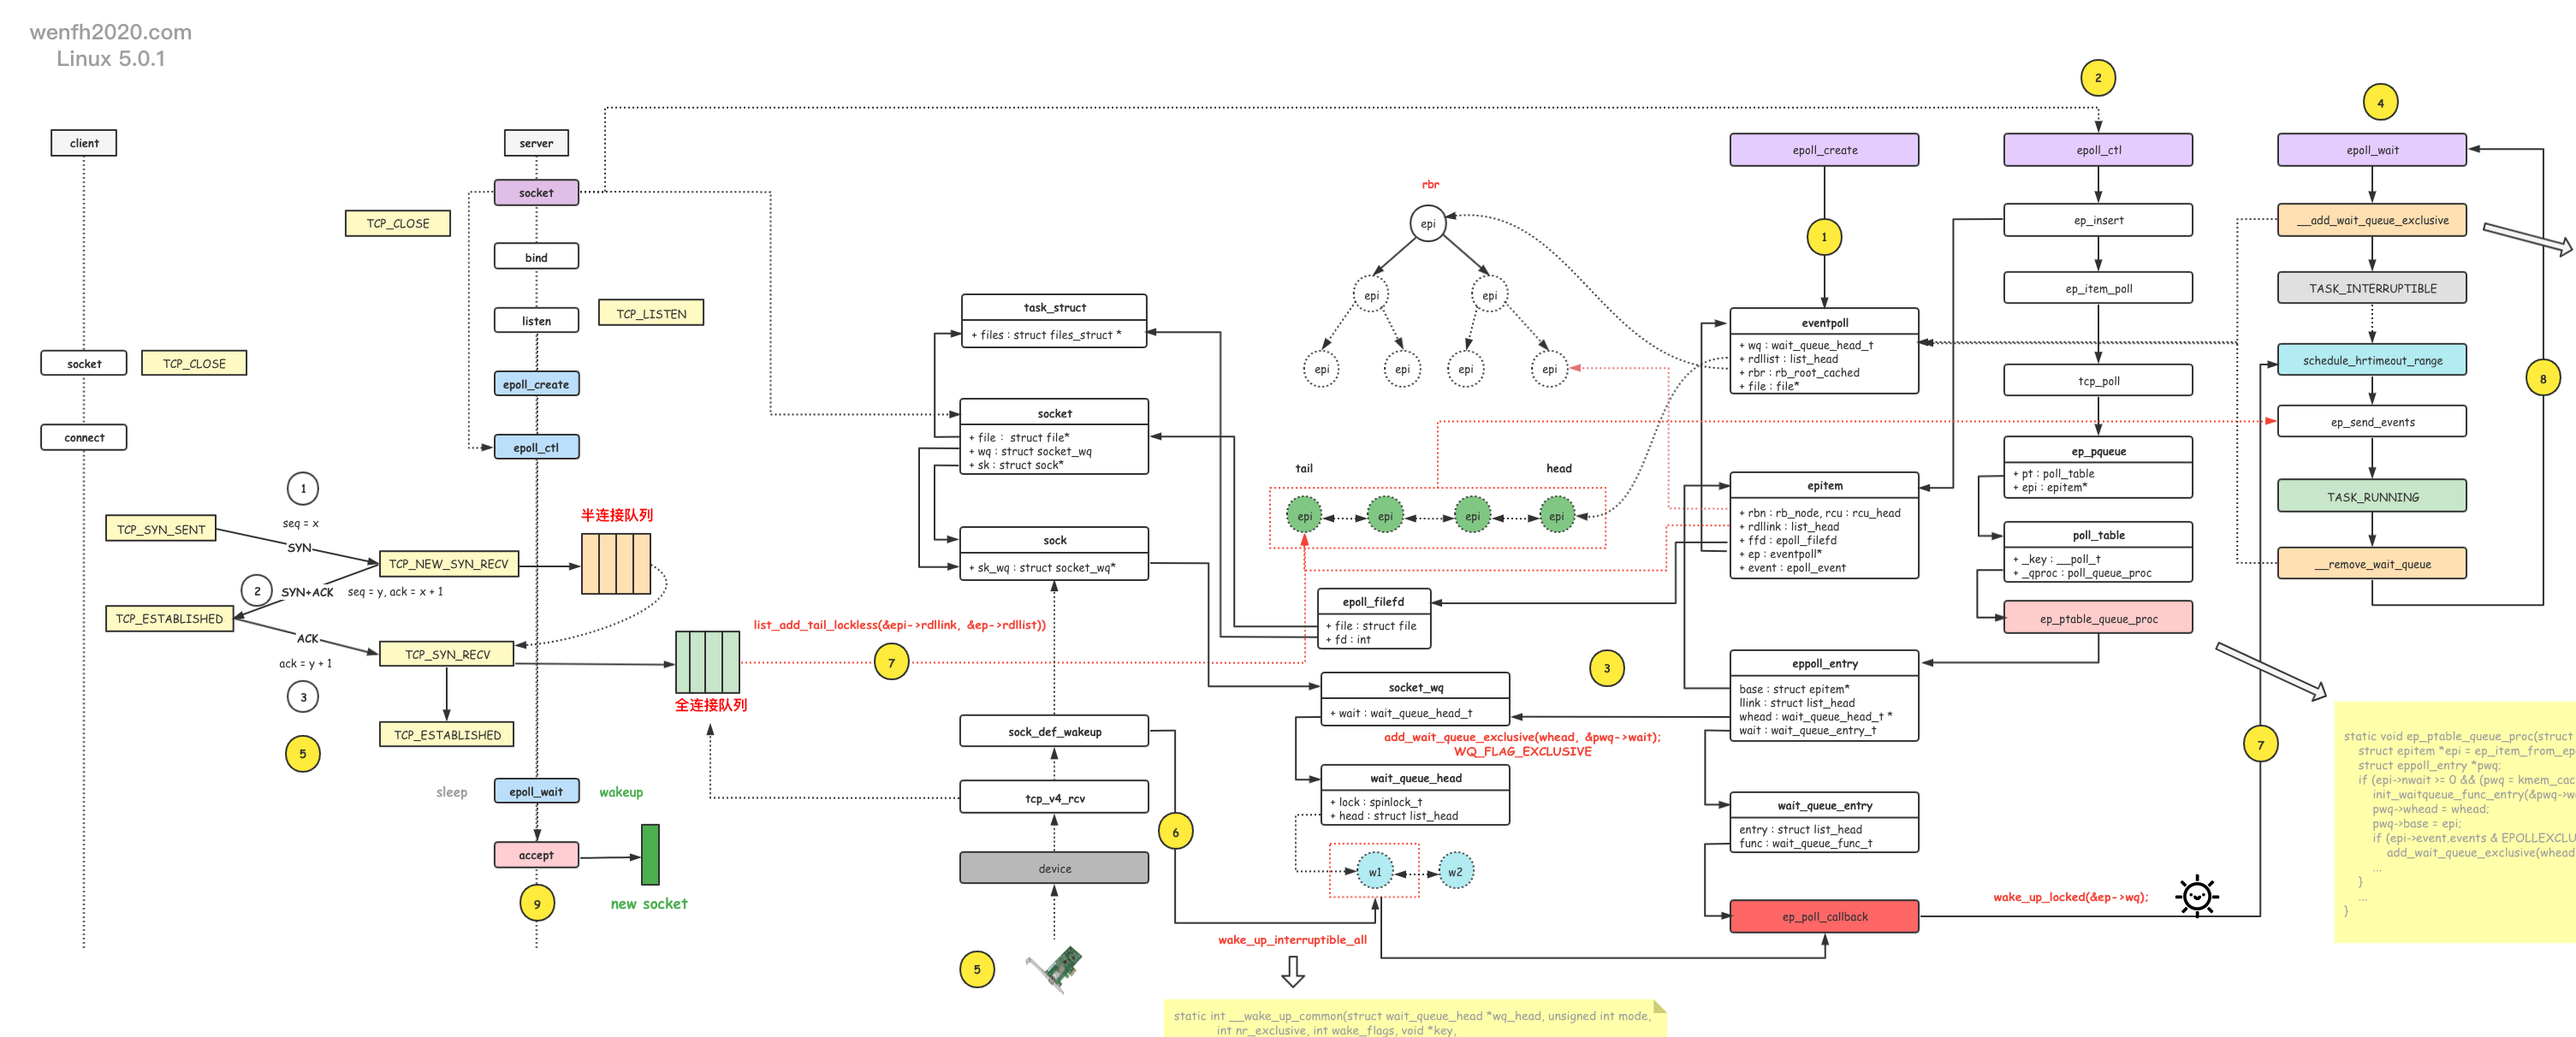 wenfh2020.com
Linux 5.0.1
client
socket
TCP_CLOSE
connect
1
seq = x
TCP_SYN_SENT
SYN
TCP_NEW_SYN_RECV
2
SYN+ACK
seq = y, ack = x + 1
TCP_ESTABLISHED
ACK
TCP_SYN_RECV
ack = y + 1
3
TCP_ESTABLISHED
5
server
socket
TCP_CLOSE
bind
listen
TCP_LISTEN
epoll_create
epoll_ctl
半连接队列
全连接队列
sleep
epoll_wait
wakeup
accept
9
new socket
list_add_tail_lockless(&epi->rdllink, &ep->rdllist))
7
task_struct
+ files : struct files_struct *
socket
+ file : struct file*
+ wq : struct socket_wq
+ sk : struct sock*
sock
+ sk_wq : struct socket_wq*
sock_def_wakeup
tcp_v4_rcv
device
5
6
rbr
epi
epi
epi
epi
epi
epi
epi
tail
head
epi
epi
epi
epi
epoll_filefd
+ file : struct file
+ fd : int
socket_wq
+ wait : wait_queue_head_t
3
add_wait_queue_exclusive(whead, &pwq->wait);
WQ_FLAG_EXCLUSIVE
wait_queue_head
+ lock : spinlock_t
+ head : struct list_head
w1
w2
wake_up_interruptible_all
static int __wake_up_common(struct wait_queue_head *wq_head, unsigned int mode,
int nr_exclusive, int wake_flags, void *key,
epoll_create
1
eventpoll
+ wq : wait_queue_head_t
+ rdllist : list_head
+ rbr : rb_root_cached
+ file : file*
epitem
+ rbn : rb_node, rcu : rcu_head
+ rdllink : list_head
+ ffd : epoll_filefd
+ ep : eventpoll*
+ event : epoll_event
eppoll_entry
base : struct epitem*
llink : struct list_head
whead : wait_queue_head_t *
wait : wait_queue_entry_t
wait_queue_entry
entry : struct list_head
func : wait_queue_func_t
ep_poll_callback
wake_up_locked(&ep->wq);
2
epoll_ctl
ep_insert
ep_item_poll
tcp_poll
ep_pqueue
+ pt : poll_table
+ epi : epitem*
poll_table
+ _key : __poll_t
+ _qproc : poll_queue_proc
ep_ptable_queue_proc
4
epoll_wait
__add_wait_queue_exclusive
TASK_INTERRUPTIBLE
schedule_hrtimeout_range
ep_send_events
TASK_RUNNING
__remove_wait_queue
8
7
static void ep_ptable_queue_proc(struct
struct epitem *epi = ep_item_from_ep
struct eppoll_entry *pwq;
if (epi->nwait >= 0 && (pwq = kmem_cac
init_waitqueue_func_entry(&pwq->w
pwq->whead = whead;
pwq->base = epi;
if (epi->event.events & EPOLLEXCLU
add_wait_queue_exclusive(whead
...
}
...
}